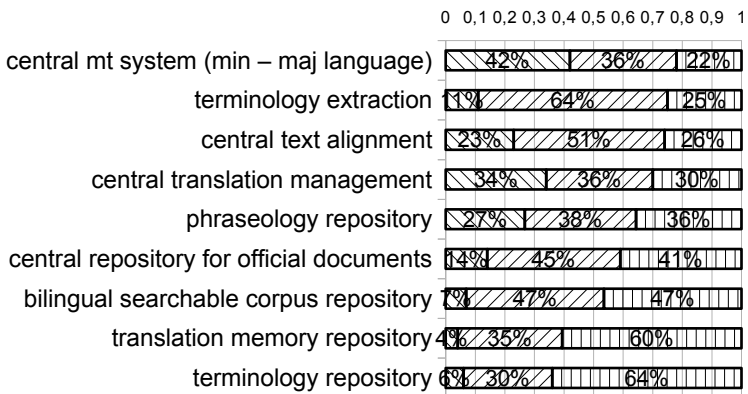 0 0,1 0,2 0,3 0,4 0,5 0,6 0,7 0,8 0,9 1
central mt system (min – maj language) 42% 36% 22%
terminology extraction 11% 64% 25%
central text alignment 23% 51% 26%
central translation management 34% 36% 30%
phraseology repository 27% 38% 36%
central repository for official documents 14% 45% 41%
bilingual searchable corpus repository 7% 47% 47%
translation memory repository 4% 35% 60%
terminology repository 6% 30% 64%